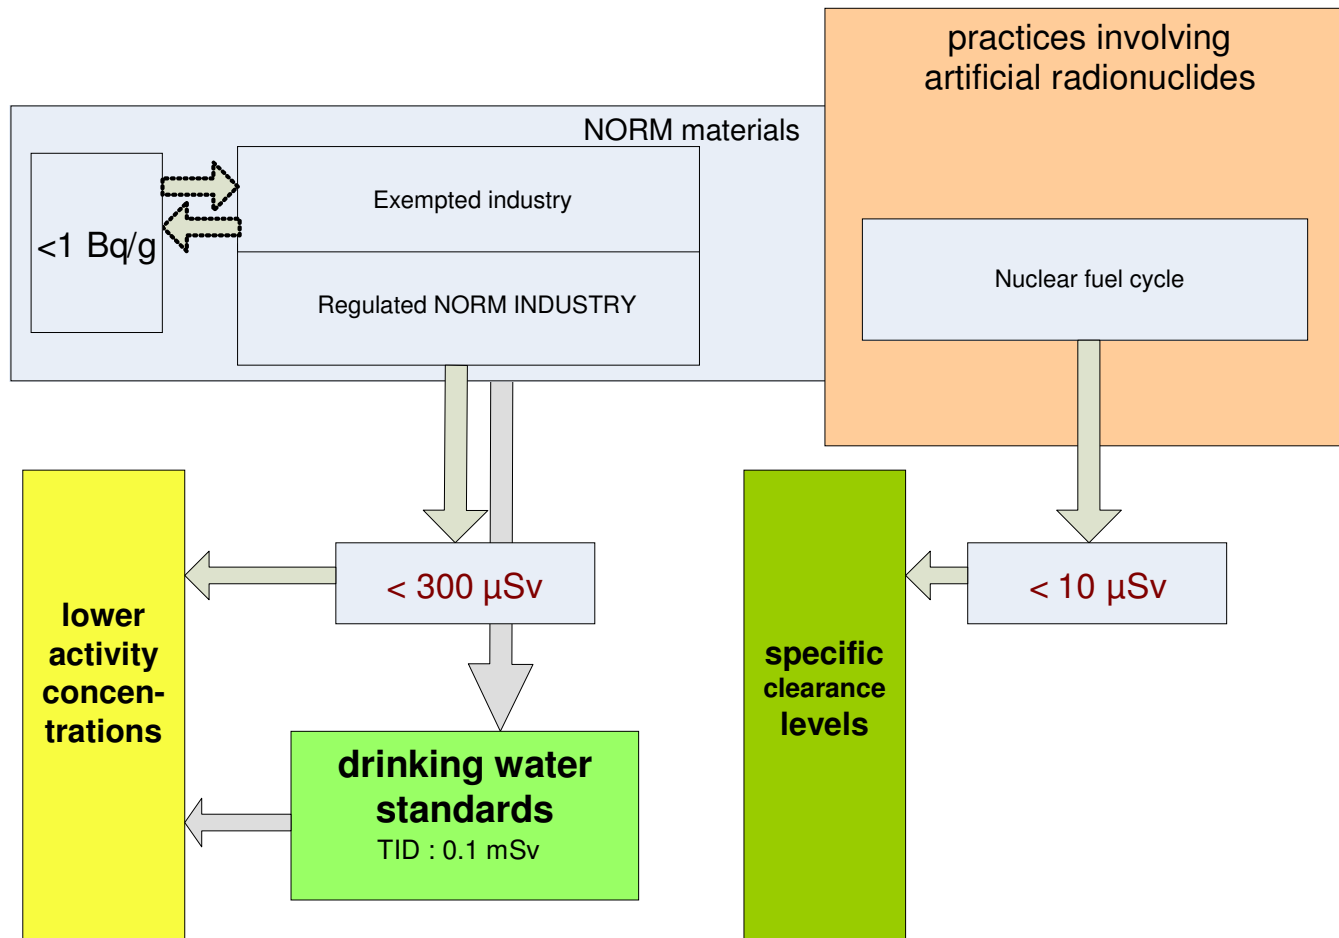 practices involving
artificial radionuclides
NORM materials
<1 Bq/g
Exempted industry
Regulated NORM INDUSTRY
Nuclear fuel cycle
< 300 µSv
< 10 µSv
lower
activity
concen-
trations
specific
clearance
levels
drinking water
standards
TID : 0.1 mSv